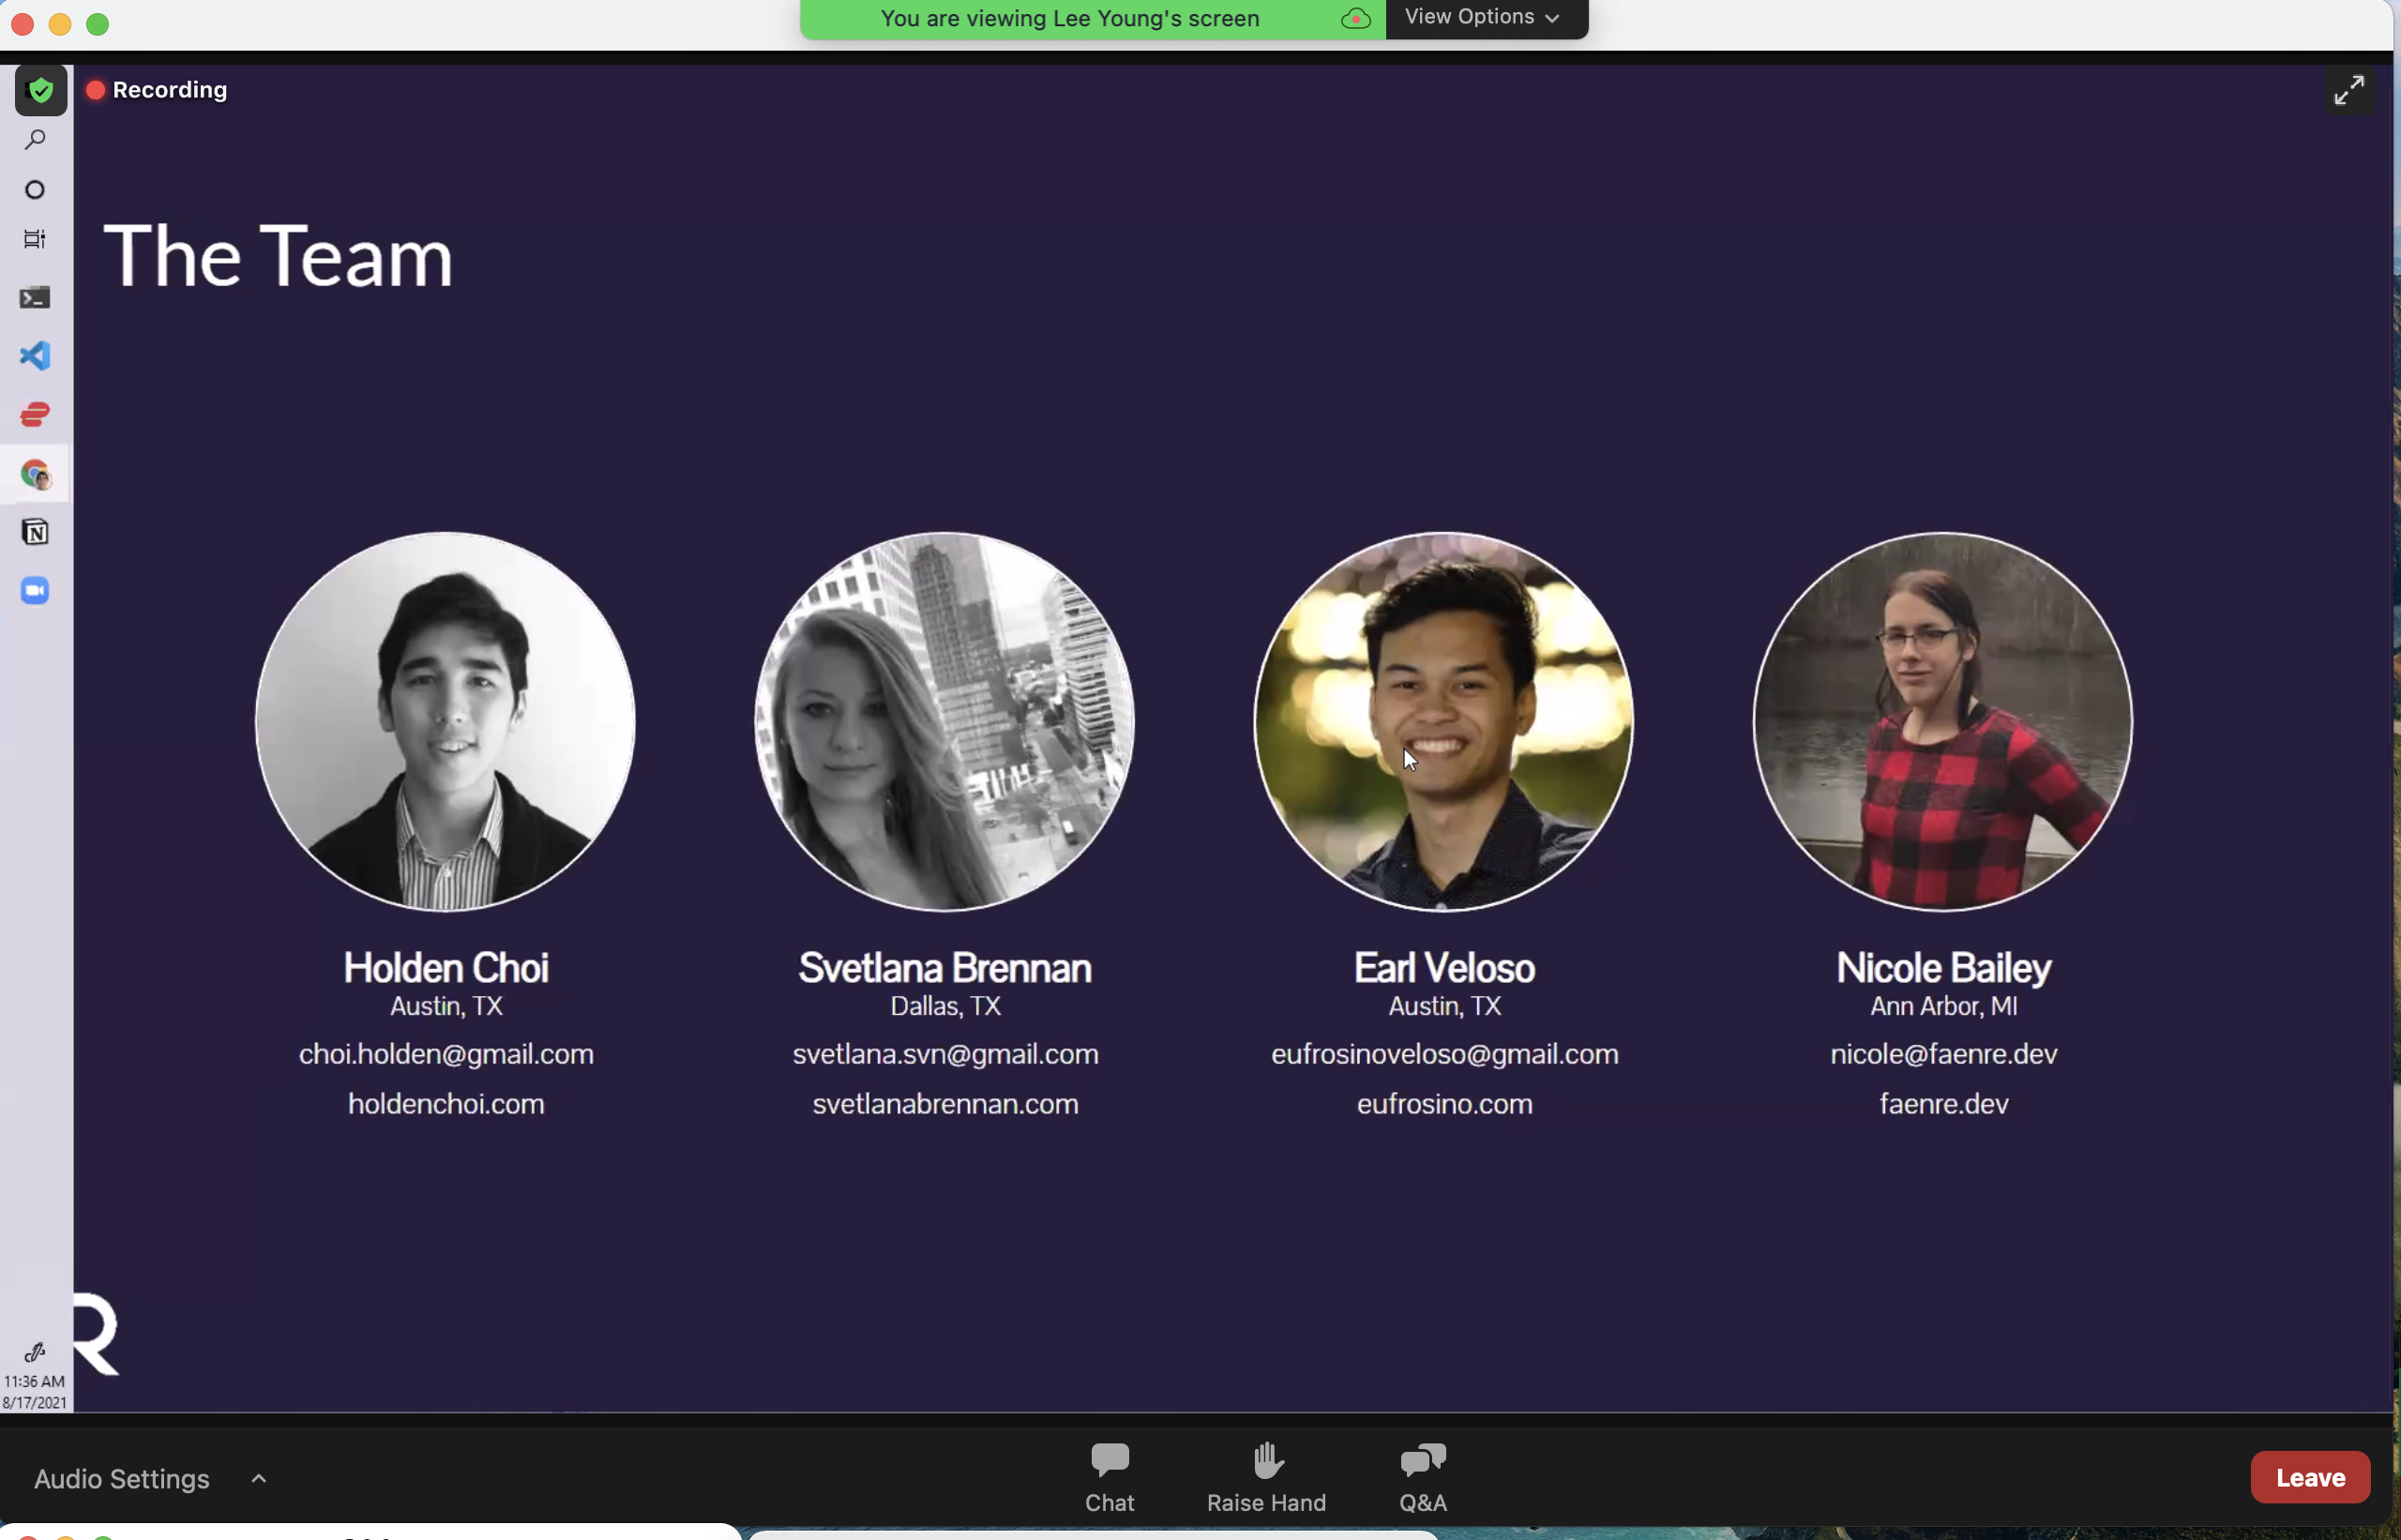 You are viewing Lee Young's screen
View Options
Recording
The Team
Holden Choi
Austin, TX
choi.holden@gmail.com
holdenchoi.com
Svetlana Brennan
Dallas, TX
svetlana.svn@gmail.com
svetlanabrennan.com
Earl Veloso
Austin, TX
eufrosinoveloso@gmail.com
eufrosino.com
Nicole Bailey
Ann Arbor, MI
nicole@faenre.dev
faenre.dev
R
11:36 AM
8/17/2021
Audio Settings
Chat
Raise Hand
Q&A
Leave